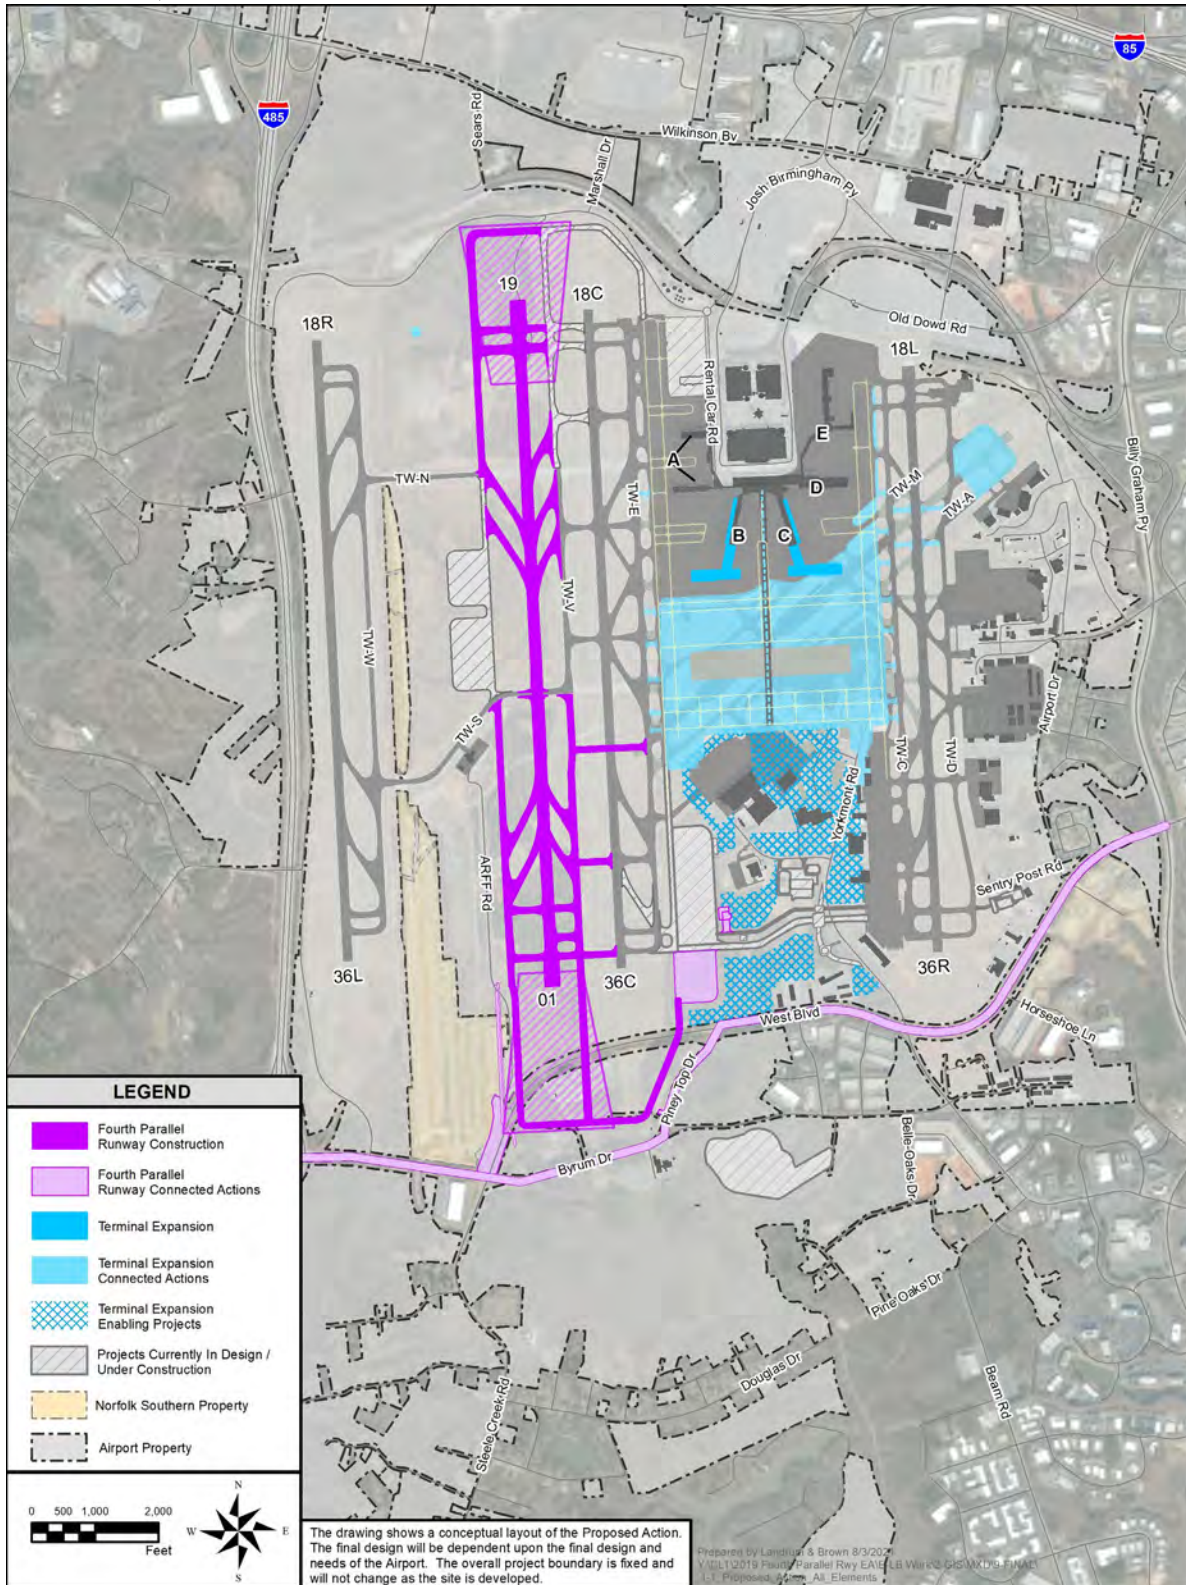 85
485
Sears Rd
Marshall Dr
Wilkinson Bv
Josh Birmingham Py
19
18C
18R
Old Dowd Rd
18L
Rental Car Rd
E
A
D
Billy Graham Py
TW-N
TW-E
TW-M
TW-A
B
C
TW-V
TW-W
TW-S
Airport Dr
TW-C
TW-D
Yorkmont Rd
ARFF Rd
Sentry Post Rd
36L
01
36C
36R
West Blvd
Horseshoe Ln
Piney Top Dr
Byrum Dr
Belle-Oaks Dr
Pine Oaks Dr
Douglas Dr
Beam Rd
Steele Creek Rd
LEGEND
Fourth Parallel
Runway Construction
Fourth Parallel
Runway Connected Actions
Terminal Expansion
Terminal Expansion
Connected Actions
Terminal Expansion
Enabling Projects
Projects Currently In Design /
Under Construction
Norfolk Southern Property
Airport Property
0 500 1,000 2,000
Feet
N
W E
S
The drawing shows a conceptual layout of the Proposed Action.
The final design will be dependent upon the final design and
needs of the Airport. The overall project boundary is fixed and
will not change as the site is developed.
Prepared by Landrum & Brown